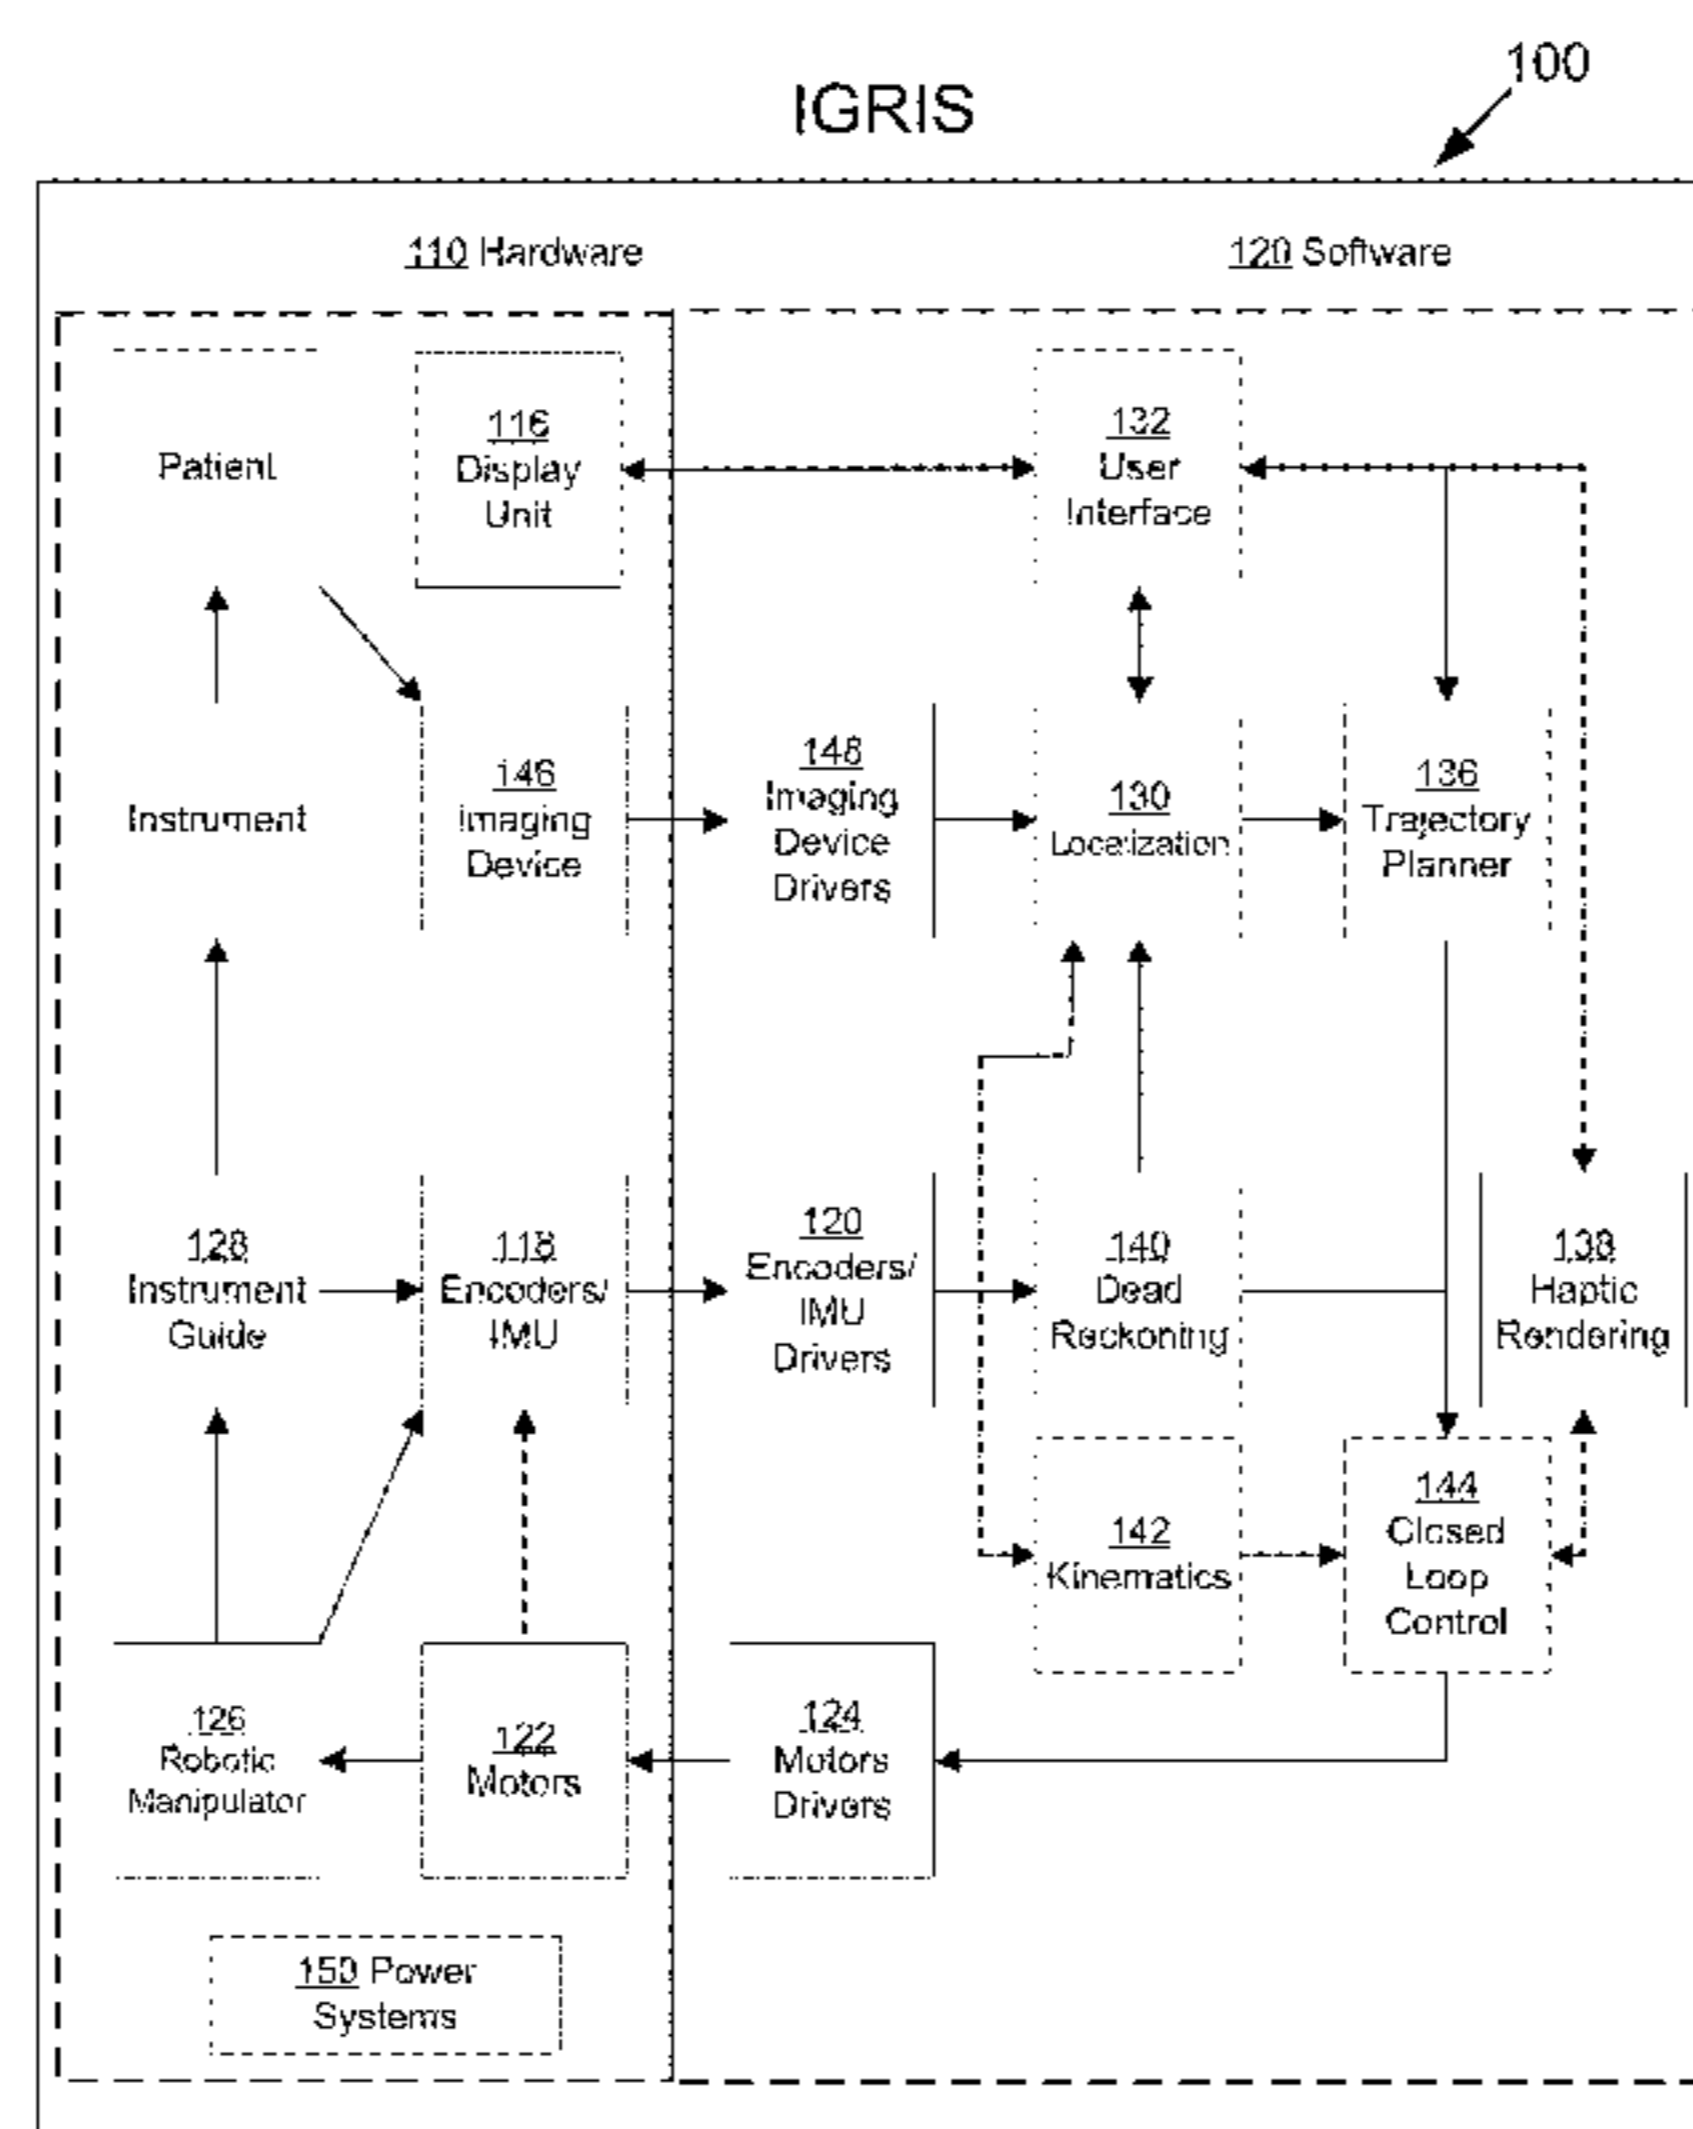 100
IGRIS
110 Hardware
120 Software
Patient
116
Display
Unit
132
User
Interface
Instrument
146
Imaging
Device
148
Imaging
Device
Drivers
130
Localization
136
Trajectory
Planner
128
Instrument
Guide
118
Encoders/
IMU
120
Encoders/
IMU
Drivers
140
Dead
Reckoning
138
Haptic
Rendering
142
Kinematics
144
Closed
Loop
Control
126
Robotic
Manipulator
122
Motors
124
Motors
Drivers
150 Power
Systems